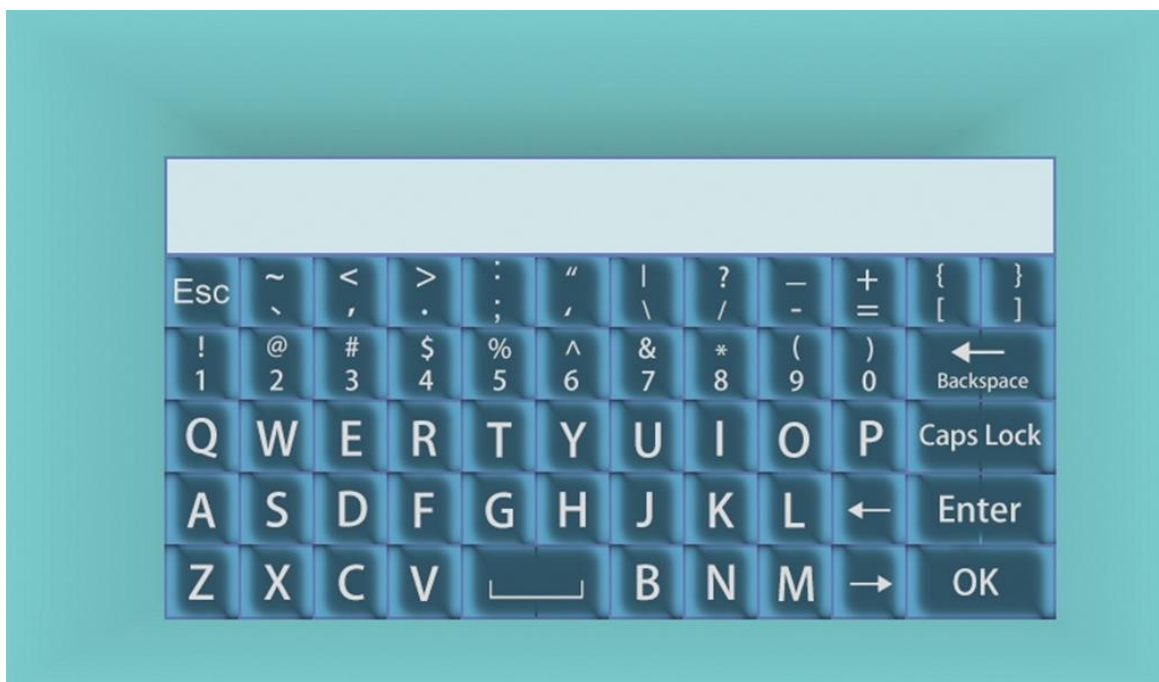 Esc ~ ` < , > . : ; " ' | \ ? / _ - + = { [ } ]
! 1 @ 2 # 3 $ 4 % 5 ^ 6 & 7 * 8 ( 9 ) 0 ← Backspace
Q W E R T Y U I O P Caps Lock
A S D F G H J K L ← Enter
Z X C V B N M → OK